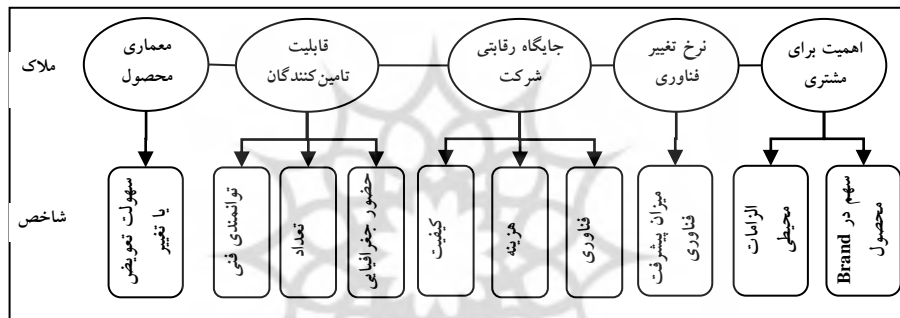 ملاک
اهمیت برای
مشتری
نرخ تغییر
فناوری
جایگاه رقابتی
شرکت
قابلیت
تامین‌کنندگان
معماری
محصول
شاخص
سهم در Brand
محصول
الزامات
محیطی
میزان پیشرفت
فناوری
فناوری
هزینه
کیفیت
حضور جغرافیایی
تعداد
توانمندی فنی
سهولت تعویض
یا تغییر